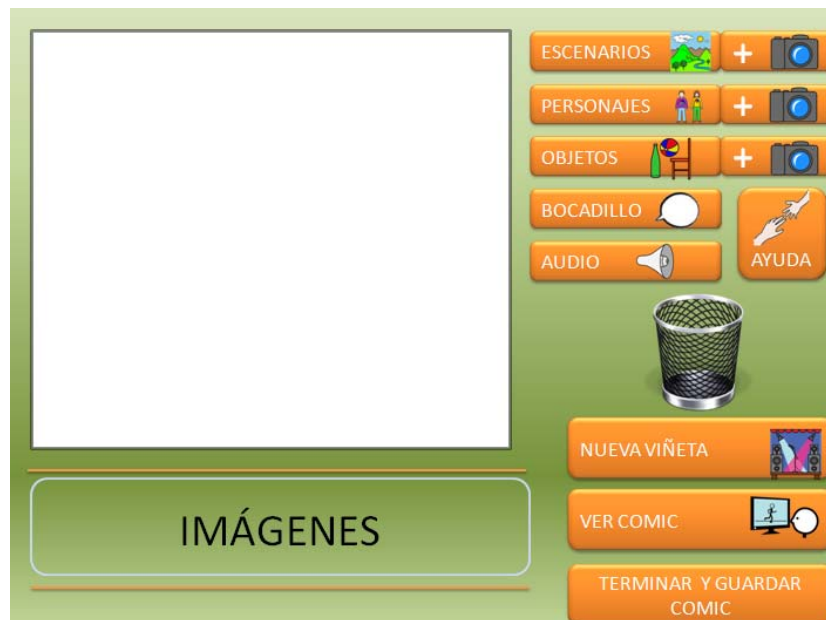 ESCENARIOS
+
PERSONAJES
+
OBJETOS
+
BOCADILLO
AUDIO
AYUDA
NUEVA VIÑETA
VER COMIC
TERMINAR Y GUARDAR
COMIC
IMÁGENES